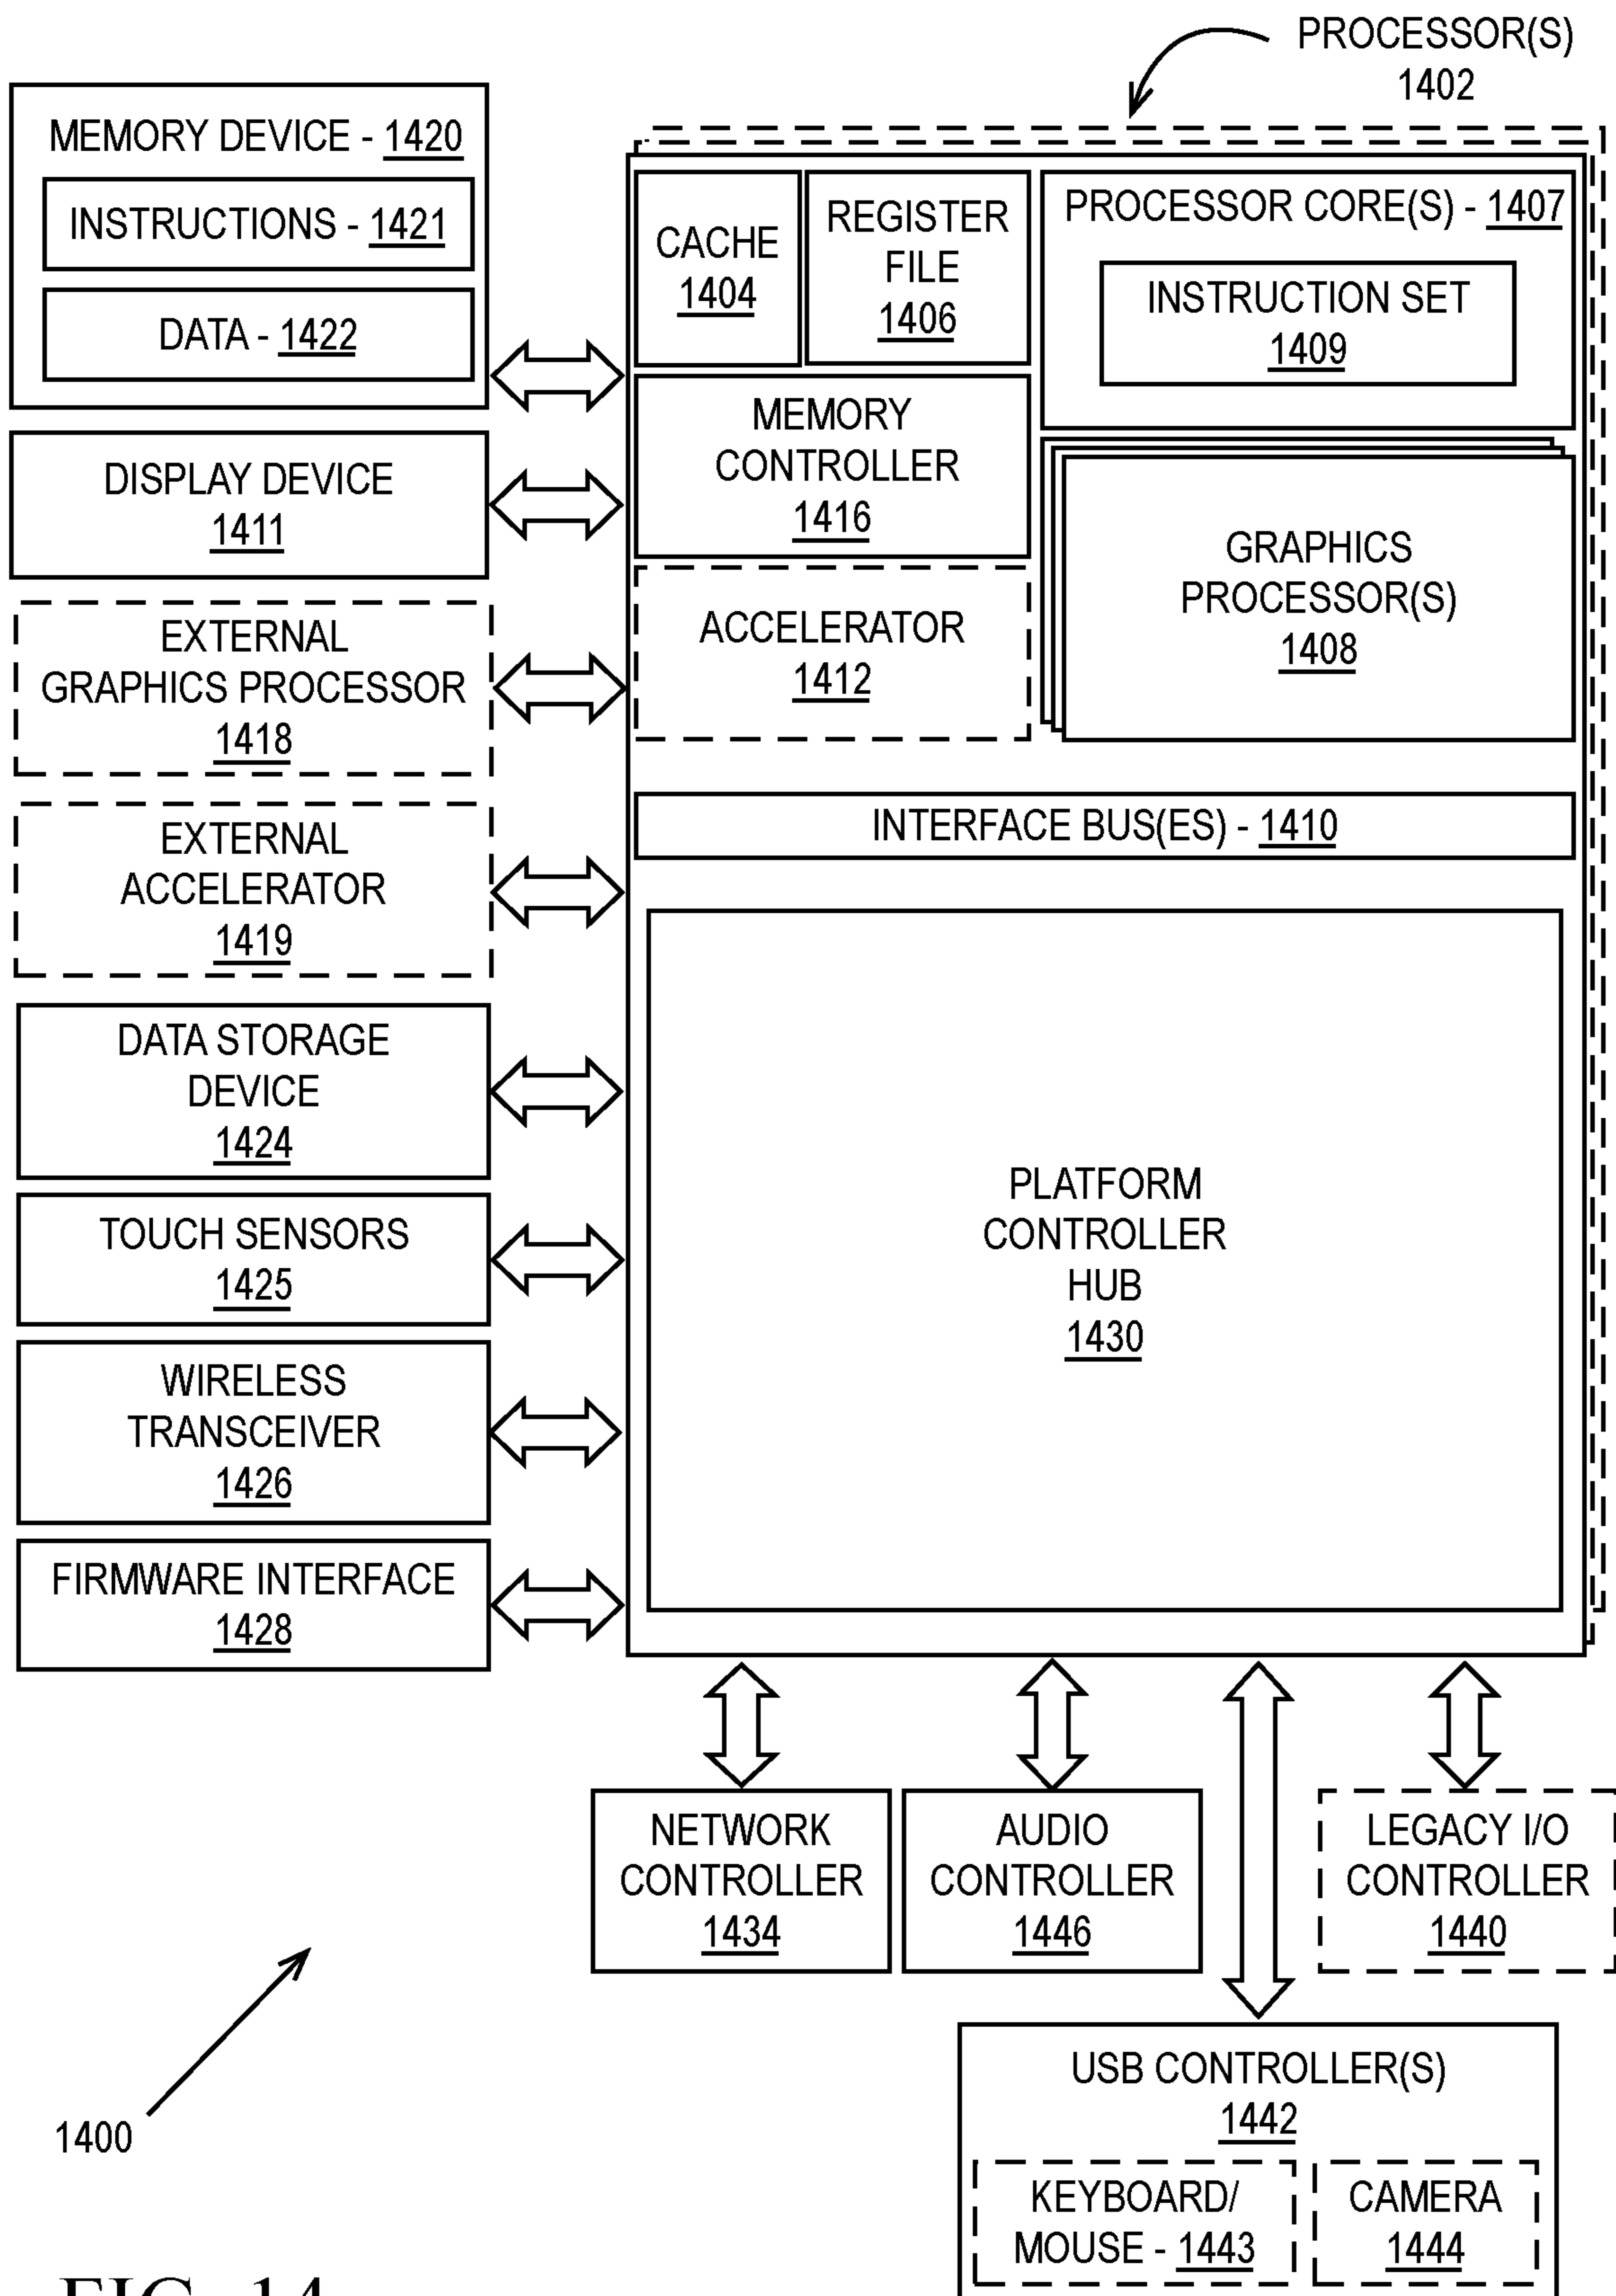 PROCESSOR(S)
1402
MEMORY DEVICE - 1420
INSTRUCTIONS - 1421
DATA - 1422
CACHE
1404
REGISTER
FILE
1406
PROCESSOR CORE(S) - 1407
INSTRUCTION SET
1409
MEMORY
CONTROLLER
1416
DISPLAY DEVICE
1411
GRAPHICS
PROCESSOR(S)
1408
EXTERNAL
GRAPHICS PROCESSOR
1418
ACCELERATOR
1412
INTERFACE BUS(ES) - 1410
EXTERNAL
ACCELERATOR
1419
DATA STORAGE
DEVICE
1424
PLATFORM
CONTROLLER
HUB
1430
TOUCH SENSORS
1425
WIRELESS
TRANSCEIVER
1426
FIRMWARE INTERFACE
1428
NETWORK
CONTROLLER
1434
AUDIO
CONTROLLER
1446
LEGACY I/O
CONTROLLER
1440
1400
USB CONTROLLER(S)
1442
KEYBOARD/
MOUSE - 1443
CAMERA
1444
FIG. 14